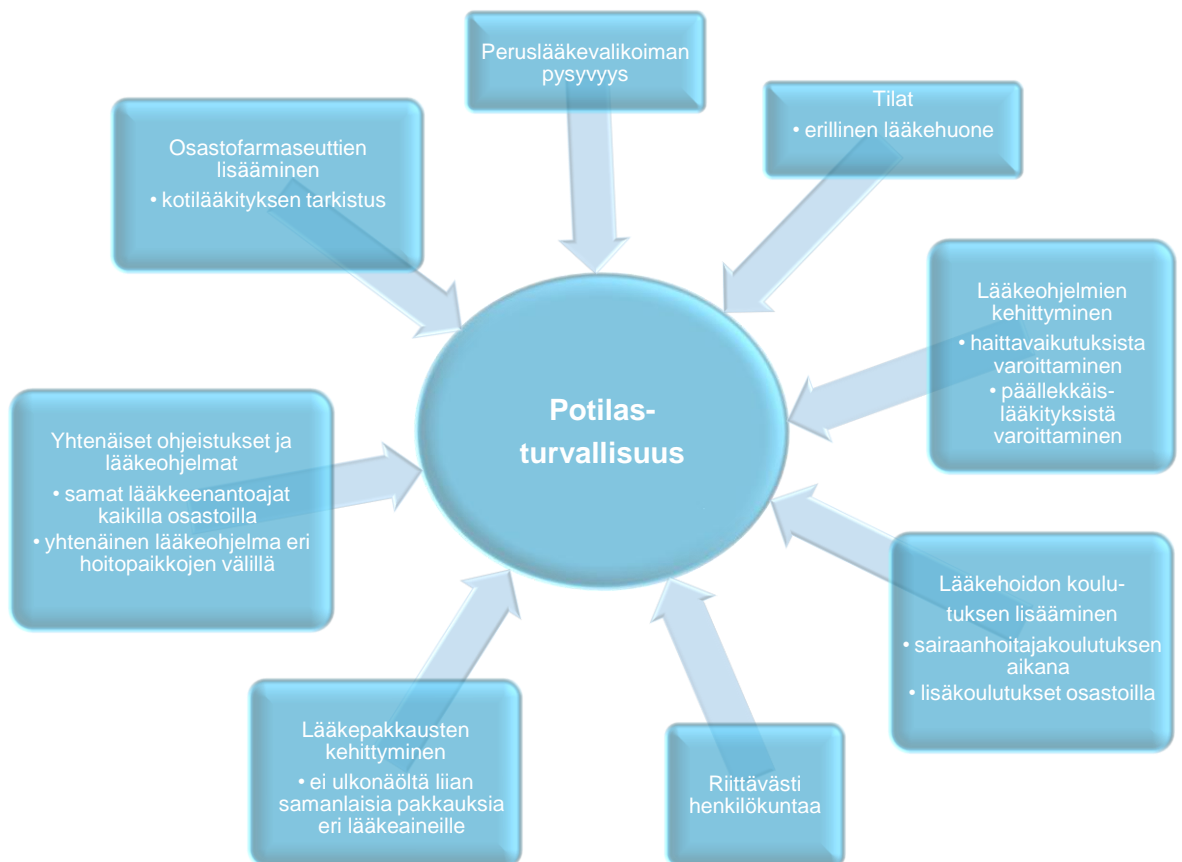 Peruslääkevalikoiman
pysyvyys
Tilat
• erillinen lääkehuone
Osastofarmaseuttien
lisääminen
• kotilääkityksen tarkistus
Lääkeohjelmien
kehittyminen
• haittavaikutuksista
varoittaminen
• päällekkäis-
lääkityksistä
varoittaminen
Potilas-
turvallisuus
Yhtenäiset ohjeistukset ja
lääkeohjelmat
• samat lääkkeenantoajat
kaikilla osastoilla
• yhtenäinen lääkeohjelma eri
hoitopaikkojen välillä
Lääkehoidon koulu-
tuksen lisääminen
• sairaanhoitajakoulutuksen
aikana
• lisäkoulutukset osastoilla
Lääkepakkausten
kehittyminen
• ei ulkonäöltä liian
samanlaisia pakkauksia
eri lääkeaineille
Riittävästi
henkilökuntaa